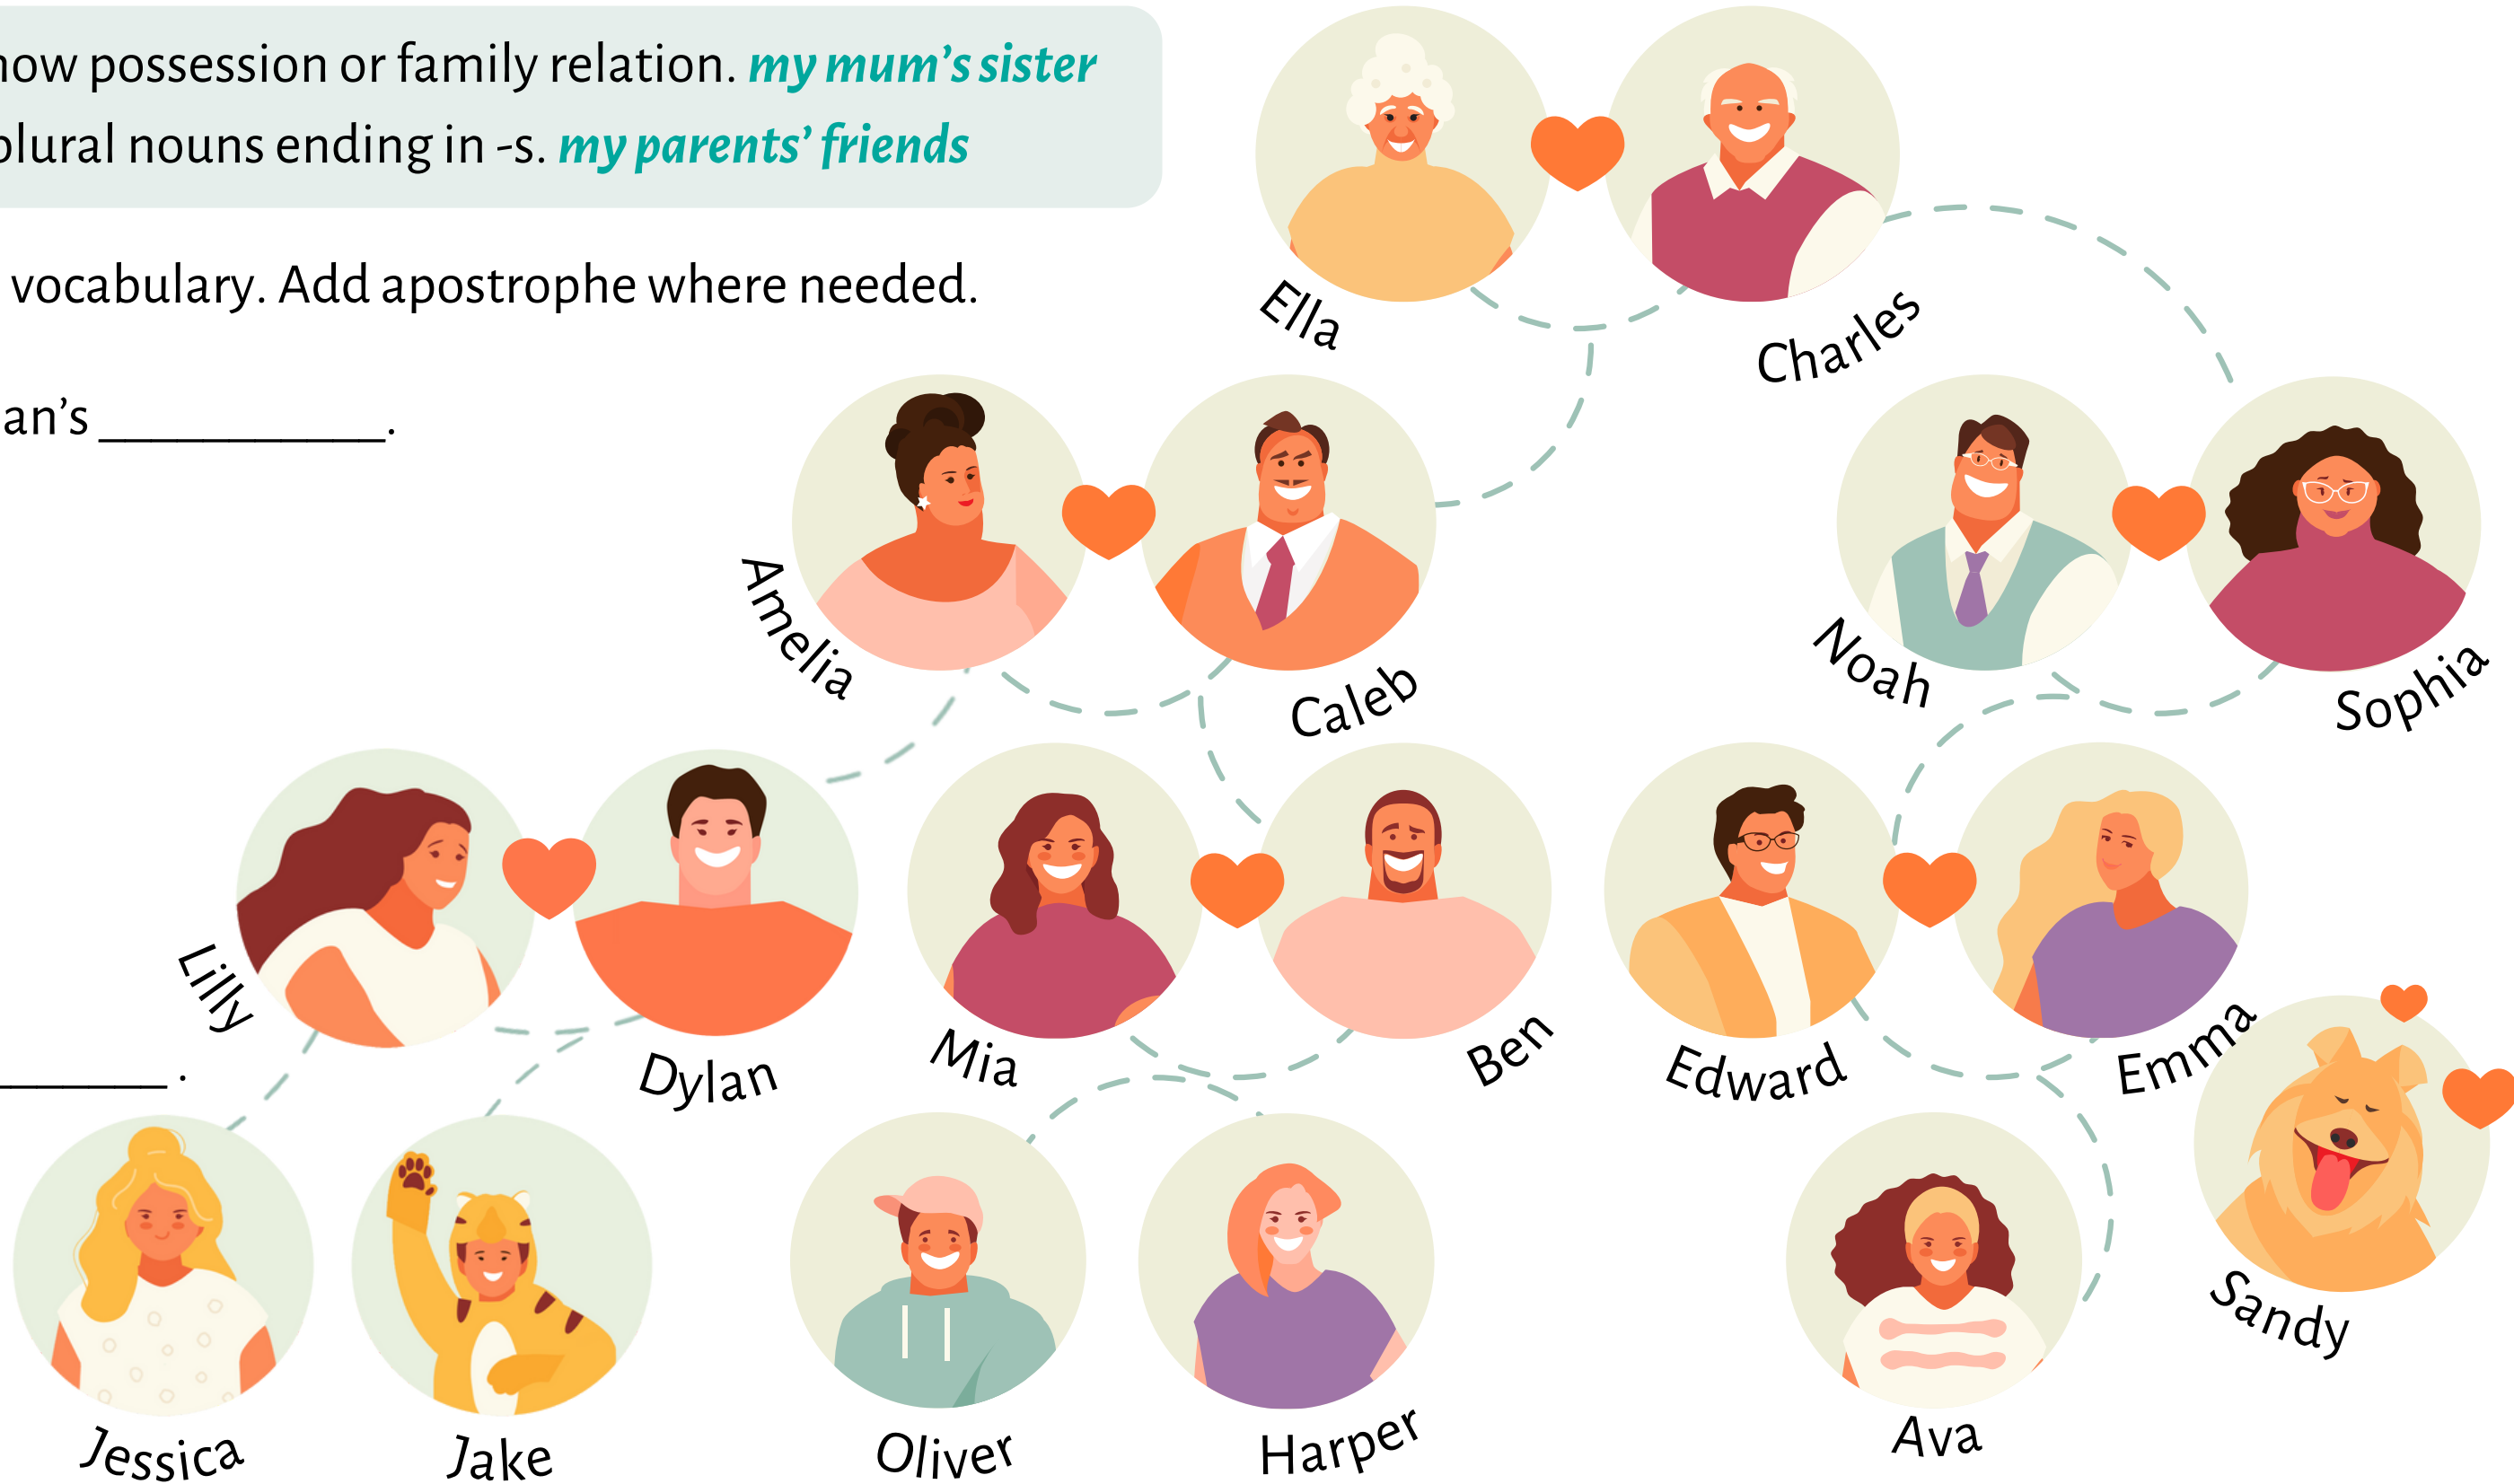 now possession or family relation. my mum’s sister
plural nouns ending in -s. my parents’ friends
vocabulary. Add apostrophe where needed.
an’s ___________.
_______ .
Ella
Charles
Amelia
Caleb
Noah
Sophia
Lilly
Dylan
Mia
Ben
Edward
Emma
Sandy
Jessica
Jake
Oliver
Harper
Ava